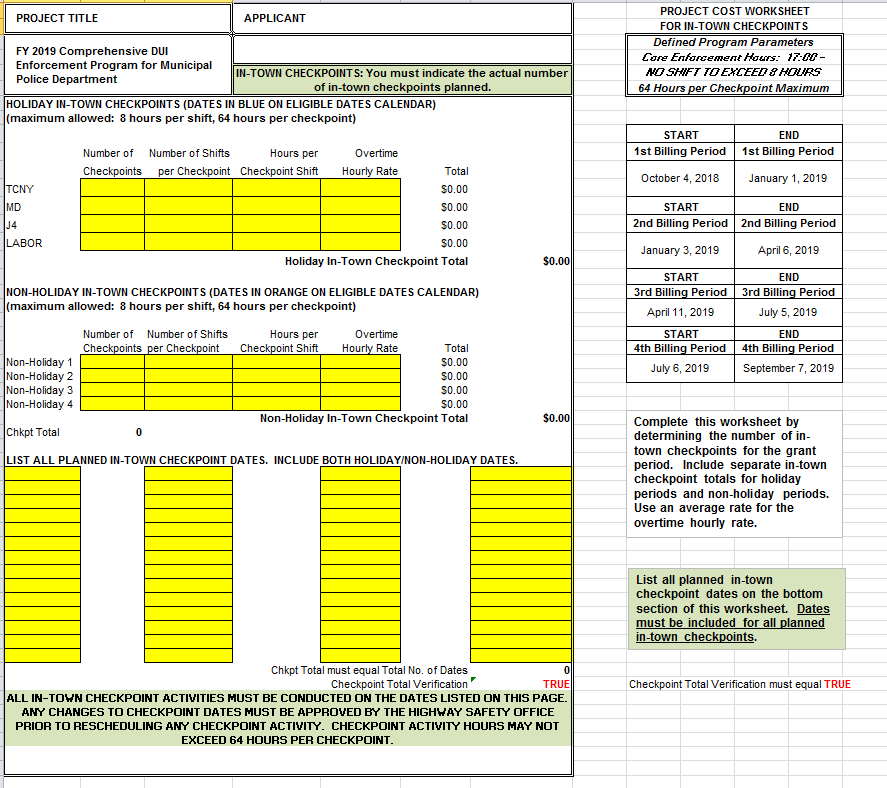 PROJECT TITLE
APPLICANT
FY 2019 Comprehensive DUI
Enforcement Program for Municipal
Police Department
IN-TOWN CHECKPOINTS: You must indicate the actual number
of in-town checkpoints planned.
HOLIDAY IN-TOWN CHECKPOINTS (DATES IN BLUE ON ELIGIBLE DATES CALENDAR)
(maximum allowed: 8 hours per shift, 64 hours per checkpoint)
Number of Number of Shifts Hours per Overtime
Checkpoints per Checkpoint Checkpoint Shift Hourly Rate Total
TCNY $0.00
MD $0.00
J4 $0.00
LABOR $0.00
Holiday In-Town Checkpoint Total $0.00
NON-HOLIDAY IN-TOWN CHECKPOINTS (DATES IN ORANGE ON ELIGIBLE DATES CALENDAR)
(maximum allowed: 8 hours per shift, 64 hours per checkpoint)
Number of Number of Shifts Hours per Overtime
Checkpoints per Checkpoint Checkpoint Shift Hourly Rate Total
Non-Holiday 1 $0.00
Non-Holiday 2 $0.00
Non-Holiday 3 $0.00
Non-Holiday 4 $0.00
Non-Holiday In-Town Checkpoint Total $0.00
Chkpt Total 0
LIST ALL PLANNED IN-TOWN CHECKPOINT DATES. INCLUDE BOTH HOLIDAY/NON-HOLIDAY DATES.
Chkpt Total must equal Total No. of Dates 0
Checkpoint Total Verification TRUE
ALL IN-TOWN CHECKPOINT ACTIVITIES MUST BE CONDUCTED ON THE DATES LISTED ON THIS PAGE.
ANY CHANGES TO CHECKPOINT DATES MUST BE APPROVED BY THE HIGHWAY SAFETY OFFICE
PRIOR TO RESCHEDULING ANY CHECKPOINT ACTIVITY. CHECKPOINT ACTIVITY HOURS MAY NOT
EXCEED 64 HOURS PER CHECKPOINT.
PROJECT COST WORKSHEET
FOR IN-TOWN CHECKPOINTS
Defined Program Parameters
Core Enforcement Hours: 17:00 -
NO SHIFT TO EXCEED 8 HOURS
64 Hours per Checkpoint Maximum
START END
1st Billing Period 1st Billing Period
October 4, 2018 January 1, 2019
START END
2nd Billing Period 2nd Billing Period
January 3, 2019 April 6, 2019
START END
3rd Billing Period 3rd Billing Period
April 11, 2019 July 5, 2019
START END
4th Billing Period 4th Billing Period
July 6, 2019 September 7, 2019
Complete this worksheet by
determining the number of in-
town checkpoints for the grant
period. Include separate in-town
checkpoint totals for holiday
periods and non-holiday periods.
Use an average rate for the
overtime hourly rate.
List all planned in-town
checkpoint dates on the bottom
section of this worksheet. Dates
must be included for all planned
in-town checkpoints.
Checkpoint Total Verification must equal TRUE